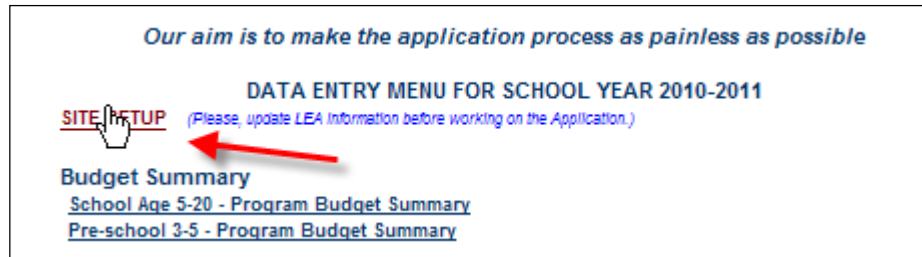 Our aim is to make the application process as painless as possible
DATA ENTRY MENU FOR SCHOOL YEAR 2010-2011
SITE SETUP (Please, update LEA Information before working on the Application.)
Budget Summary
School Age 5-20 - Program Budget Summary
Pre-school 3-5 - Program Budget Summary